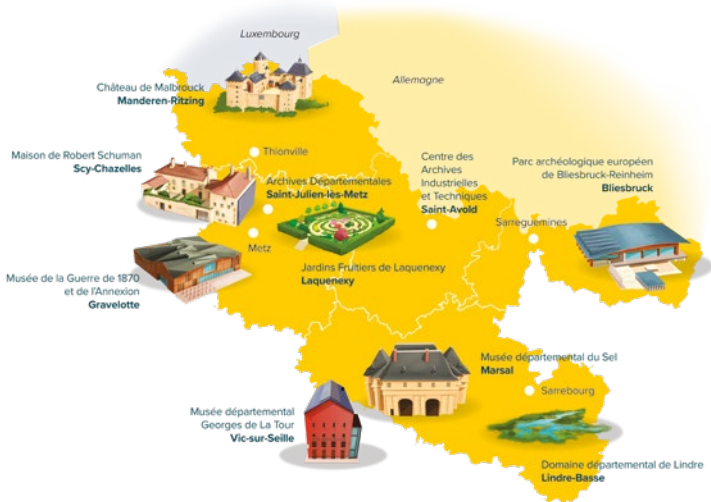 Luxembourg
Allemagne
Château de Malbrouck
Manderen-Ritzing
Thionville
Maison de Robert Schuman
Scy-Chazelles
Archives Départementales
Saint-Julien-lès-Metz
Centre des
Archives
Industrielles
et Techniques
Saint-Avold
Parc archéologique européen
de Bliesbruck-Reinheim
Bliesbruck
Sarreguemines
Metz
Jardins Fruitiers de Laquenexy
Laquenexy
Musée de la Guerre de 1870
et de l'Annexion
Gravelotte
Musée départemental du Sel
Marsal
Sarrebourg
Musée départemental
Georges de La Tour
Vic-sur-Seille
Domaine départemental de Lindre
Lindre-Basse